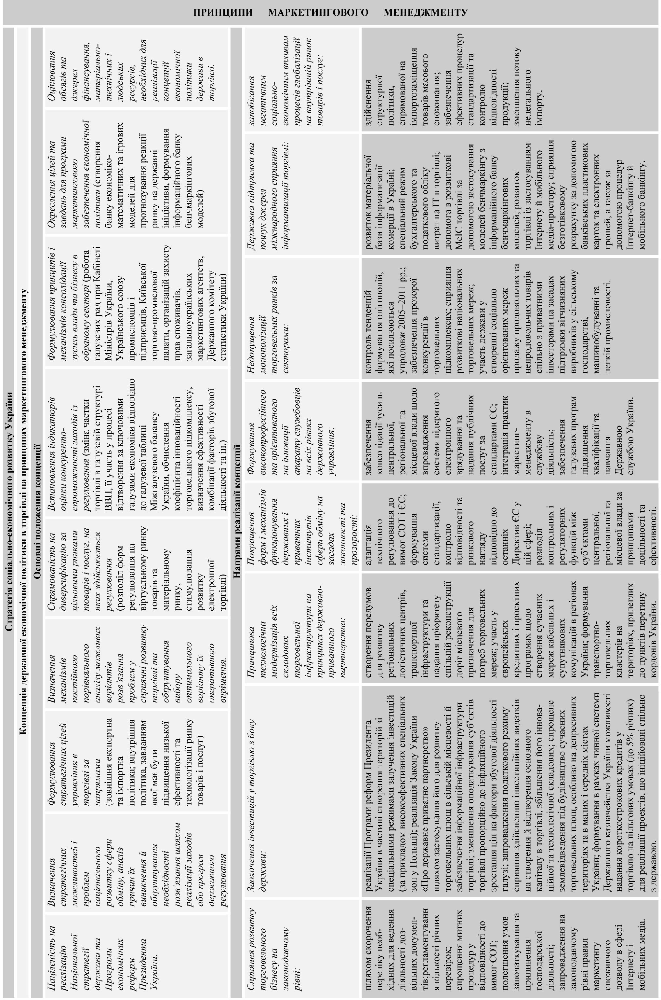 ПРИНЦИПИ МАРКЕТИНГОВОГО МЕНЕДЖМЕНТУ
Стратегія соціально-економічного розвитку України
Концепція державної економічної політики в торгівлі на принципах маркетингового менеджменту
Основні положення концепції
Націленість на
реалізацію
Національної
стратегії
держави та
Програми
економічних
реформ
Президента
України.
Визначення
стратегічних
можливостей і
проблем
національного
розвитку сфери
обміну, аналіз
причин їх
виникнення й
обґрунтування
необхідності
розв’язання шляхом
реалізації заходів
або програм
державного
регулювання.
Формулювання
стратегічних цілей
управління в
торгівлі за
напрямами
(зовнішня експортна
та імпортна
політика; внутрішня
політика, завданням
якої має бути
підвищення низької
ефективності та
технологізації ринку
товарів і послуг)
Визначення
механізмів
постійного
порівняльного
аналізу можливих
варіантів
розв’язання
проблем у
сприянні розвитку
торгівлі та
обґрунтування
вибору
оптимального
варіанту їх
оперативного
вирішення.
Спрямованість на
диверсифікацію за
цільовими ринками
товарів і послуг, на
яких здійснюється
регулювання
(розподіл форм
регулювання на
віртуальному ринку
товарів та
матеріальному
ринку,
стимулювання
розвитку
електронної
торгівлі)
Встановлення індикаторів
оцінки конкуренто-
спроможності заходів із
регулювання (зміна частки
торгівлі в галузевій структурі
ВВП, її участь у процесі
відтворення за ключовими
галузями економіки відповідно
до галузевої таблиці
Міжгалузевого балансу
України, обчислення
коефіцієнта інноваційності
торговельного підкомплексу,
визначення ефективності
комбінації факторів збутової
діяльності та ін.)
Формулювання принципів і
механізмів консолідації
зусиль влади та бізнесу в
обраному секторі (робота
галузевих рад при Кабінеті
Міністрів України,
Українського союзу
промисловців і
підприємців, Київської
торгово-промислової
палати, організацій захисту
прав споживачів,
загальноукраїнських
маркетингових агентств,
Державного комітету
статистики України)
Окреслення цілей та
завдань для програми
маркетингового
забезпечення економічної
політики (створення
банку економіко-
математичних та ігрових
моделей для
прогнозування реакції
ринку на державні
ініціативи, формування
інформаційного банку
бенчмаркінгових
моделей)
Оцінювання
обсягів та
джерел
фінансування,
матеріально-
технічних і
людських
ресурсів,
необхідних для
реалізації
концепції
економічної
політики
держави в
торгівлі.
Напрями реалізації концепції
Сприяння розвитку
торговельного
бізнесу на
законодавчому
рівні:
Заохочення інвестицій у торгівлю з боку
держави:
Принципова
технологічна
модернізація всіх
складових
торговельної
інфраструктури на
принципах державно-
приватного
партнерства:
Покращення
форм і механізмів
функціонування
державних і
приватних
інститутів
сфери обміну на
засадах
законності та
прозорості:
Формування
високопрофесійного
та орієнтованого
на інновації
апарату службовців
на всіх рівнях
державного
управління:
Недопущення
монополізації
торговельних ринків за
секторами:
Державна підтримка та
пошук джерел
міжнародного сприяння
інформатизації торгівлі:
запобігання
негативним
соціально-
економічним впливам
процесів глобалізації
на внутрішній ринок
товарів і послуг:
шляхом скорочення
переліку необ-
хідних для ведення
діяльності доз-
вільних докумен-
тів;регламентуванн
я кількості річних
перевірок;
спрощення митних
процедур у
відповідності до
вимог СОТ;
полегшення умов
започаткування та
припинення
господарської
діяльності;
запровадження на
законодавчому
рівні правил
маркетингу
споживчого
дозволу в сфері
Інтернету і
мобільних медіа.
реалізації Програми реформ Президента
України в частині створення територій зі
спеціальними режимами залучення інвестицій
(за прикладом високоефективних спеціальних
зон у Польщі); реалізація Закону України
«Про державне приватне партнерство»
шляхом застосування його для розвитку
торговельних площ в сільській місцевості й
забезпечення інформаційної інфраструктури
торгівлі; зменшення оподаткування суб’єктів
торгівлі пропорційно до інфляційного
зростання цін на фактори збутової діяльності
галузі; запровадження податкового режиму
сприяння здійсненню інвестиційних видатків
на створення й відтворення основного
капіталу в торгівлі, збільшення його іннова-
ційної та технологічної складових; спрощене
землевідведення під будівництво сучасних
торговельних площ, особливо на депресивних
територіях та в малих і середніх містах
України; формування в рамках чинної системи
Державного казначейства України можливості
надання короткострокових кредитів у
торгівлю на пільгових умовах (до 5% річних)
для реалізації проектів, що ініційовані спільно
з державою.
створення передумов
для розвитку
регіональних
логістичних центрів,
транспортної
інфраструктури та
надання пріоритету
спільній реконструкції
доріг місцевого
призначення для
потреб торговельних
мереж; участь у
європейських
кредитних і проектних
програмах щодо
створення сучасних
мереж кабельних і
супутникових
комунікацій в регіонах
України; формування
транспортно-
торговельних
кластерів на
територіях, прилеглих
до пунктів перетину
кордонів України.
адаптація
технічного
регулювання до
вимог СОТ і ЄС;
формування
системи
стандартизації,
контролю
відповідності та
ринкового
нагляду
відповідно до
останніх
Директив ЄС у
цій сфері;
розподіл
контрольних і
регуляторних
функцій між
суб’єктами
центральної,
регіональної та
місцевої влади за
принципами
доцільності та
ефективності.
забезпечення
консолідації зусиль
центральної,
регіональної та
місцевої влади щодо
впровадження
системи відкритого
електронного
врядування та
надання публічних
послуг за
стандартами ЄС;
інтеграція практик
маркетинг-
менеджменту в
службову
діяльність;
забезпечення
галузевих програм
підвищення
кваліфікації та
навчання
Державною
службою України.
контроль тенденцій
формування олігополій,
які посилюються
упродовж 2005–2011 рр.;
забезпечення прозорої
конкуренції в
торговельних
підкомплексах; сприяння
розвиткові національних
торговельних мереж;
участь держави у
створенні соціально
орієнтованих мереж
продажу продовольчих та
непродовольчих товарів
спільно з приватними
інвесторами на засадах
підтримки вітчизняних
виробників у сільському
господарстві,
машинобудуванні та
легкій промисловості.
розвиток матеріальної
бази інформатизації
комерції в Україні;
спеціальний режим
бухгалтерського та
податкового обліку
витрат на ІТ в торгівлі;
допомога в розвиткові
МеІС торгівлі за
допомогою застосування
моделей бенчмаркінгу з
інформаційного банку
бенчмаркінгових
моделей; розвиток
торгівлі із застосуванням
Інтернету й мобільного
медіа-простору; сприяння
безготівковому
розрахунку за допомогою
банківських пластикових
карток та електронних
грошей, а також за
допомогою процедур
Інтернет-банкінгу й
мобільного банкінгу.
здійснення
структурної
політики,
спрямованої на
імпортозаміщення
товарів масового
споживання;
забезпечення
ефективних процедур
стандартизації та
контролю
відповідності
продукції;
зменшення потоку
нелегального
імпорту.